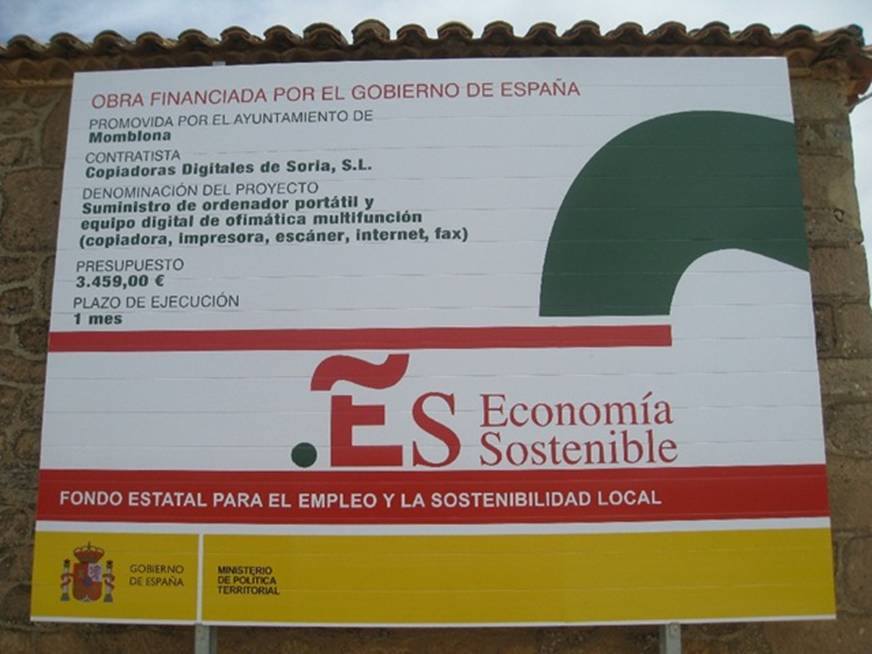 OBRA FINANCIADA POR EL GOBIERNO DE ESPAÑA
PROMOVIDA POR EL AYUNTAMIENTO DE
Momblona
CONTRATISTA
Copiadoras Digitales de Soria, S.L.
DENOMINACIÓN DEL PROYECTO
Suministro de ordenador portátil y
equipo digital de ofimática multifunción
(copiadora, impresora, escáner, internet, fax)
PRESUPUESTO
3.459,00 €
PLAZO DE EJECUCIÓN
1 mes
.ES Economía
Sostenible
FONDO ESTATAL PARA EL EMPLEO Y LA SOSTENIBILIDAD LOCAL
GOBIERNO
DE ESPAÑA
MINISTERIO
DE POLÍTICA
TERRITORIAL